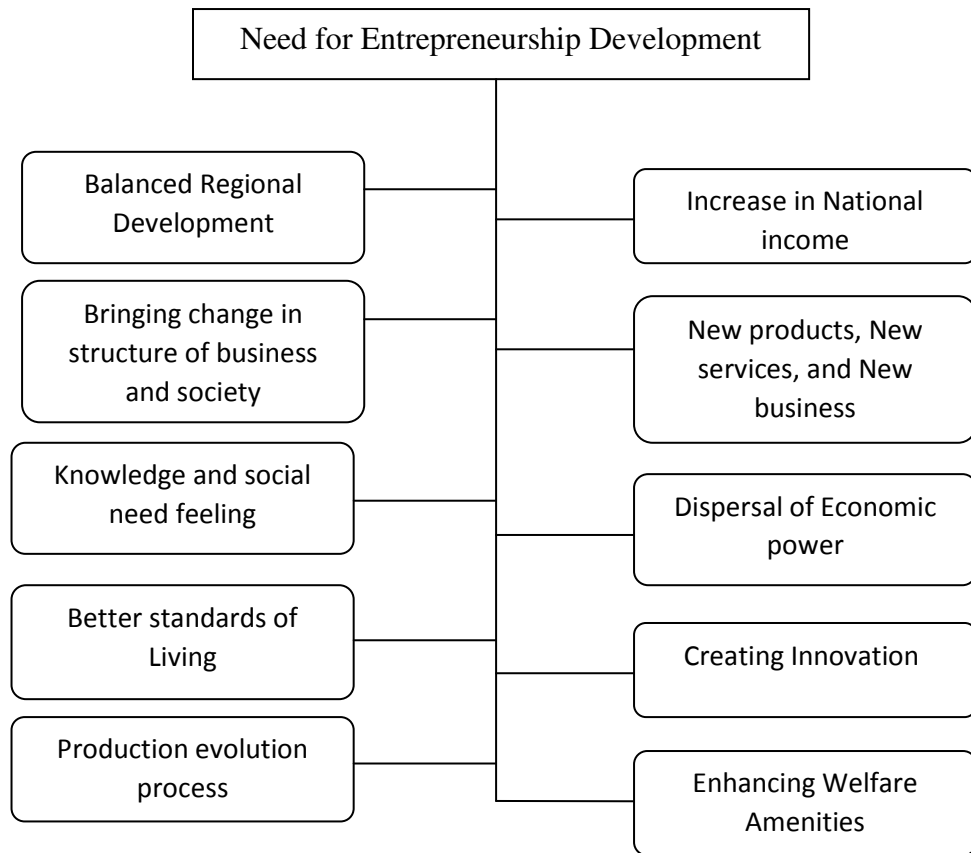 Need for Entrepreneurship Development
Balanced Regional
Development
Increase in National
income
Bringing change in
structure of business
and society
New products, New
services, and New
business
Knowledge and social
need feeling
Dispersal of Economic
power
Better standards of
Living
Creating Innovation
Production evolution
process
Enhancing Welfare
Amenities